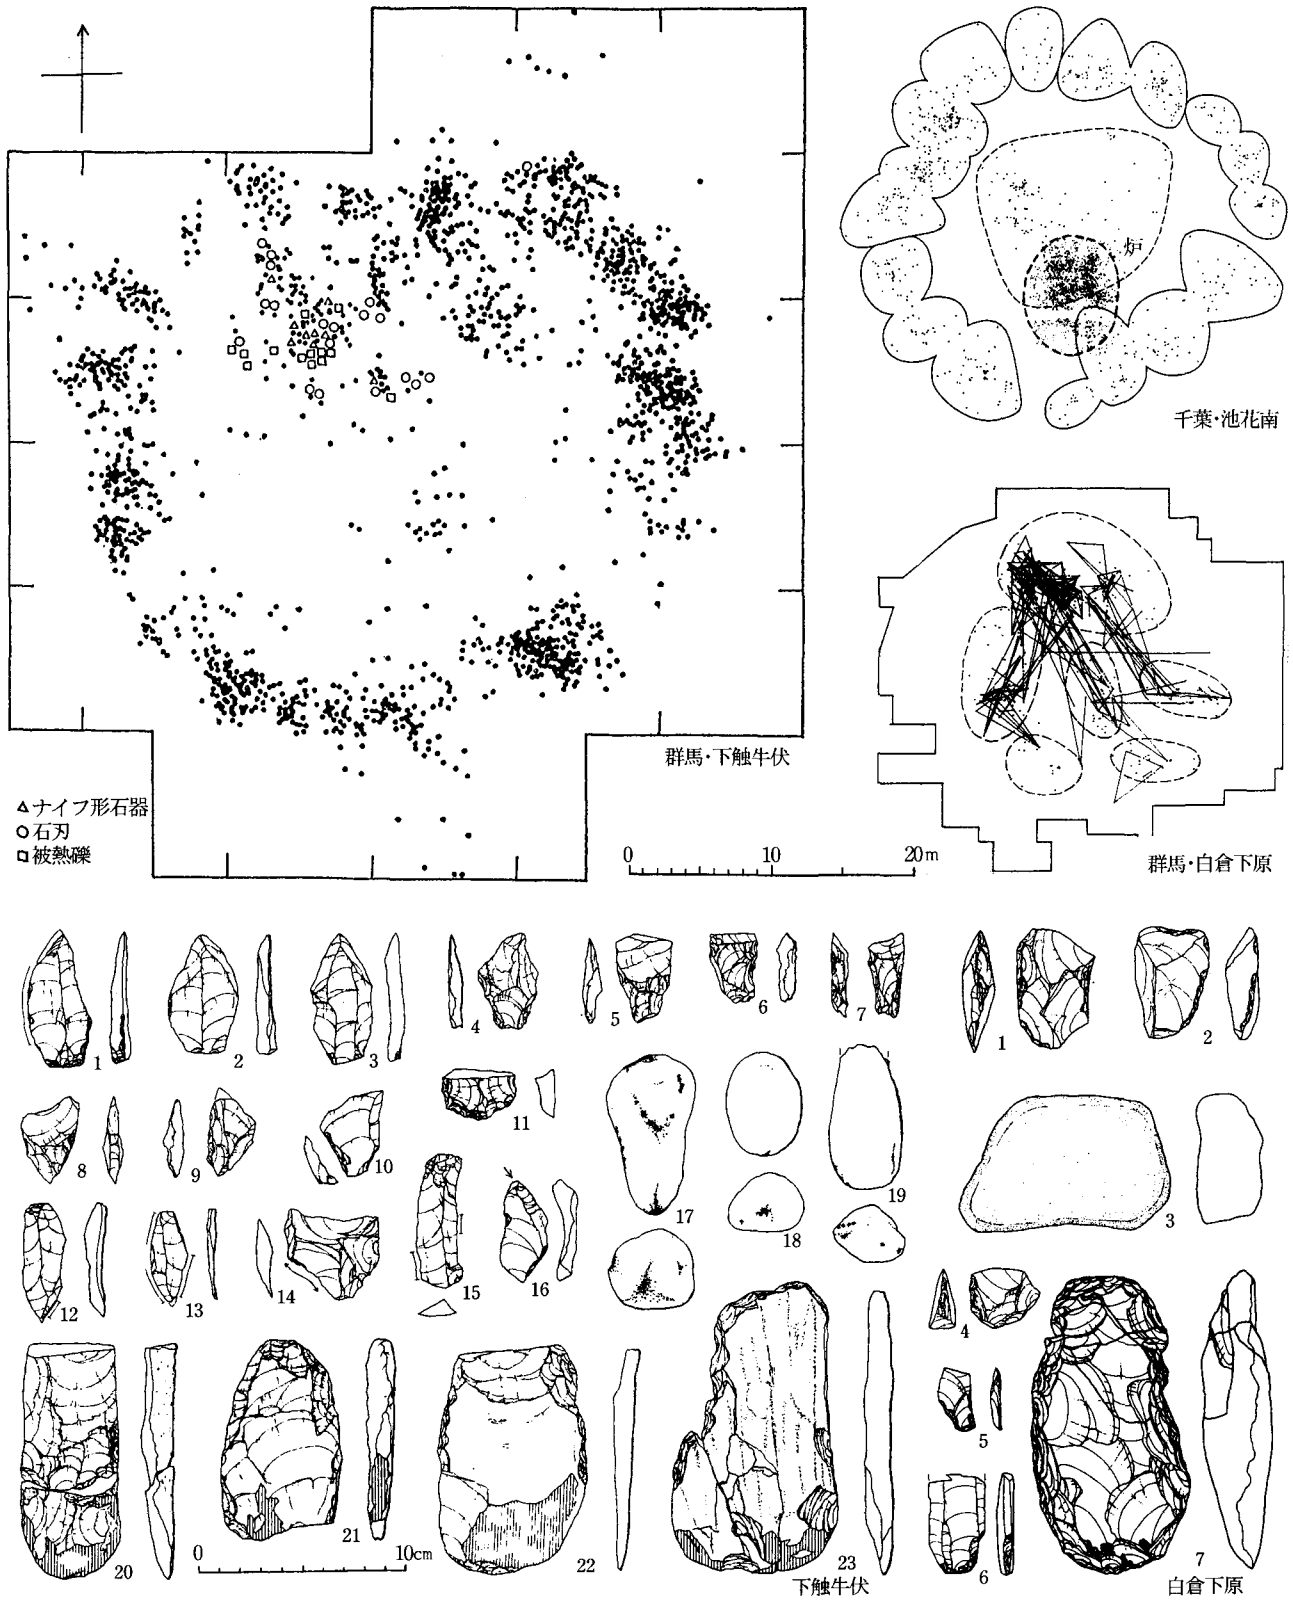 炉
千葉・池花南
群馬・下触牛伏
△ナイフ形石器
○石刃
□被熱礫
0 10 20m
群馬・白倉下原
1 2 3 4 5 6 7 1 2
8 9 10 11 17 18 19 3
12 13 14 15 16 4
5
20 21 22 23 6 7
0 10cm
下触牛伏
白倉下原